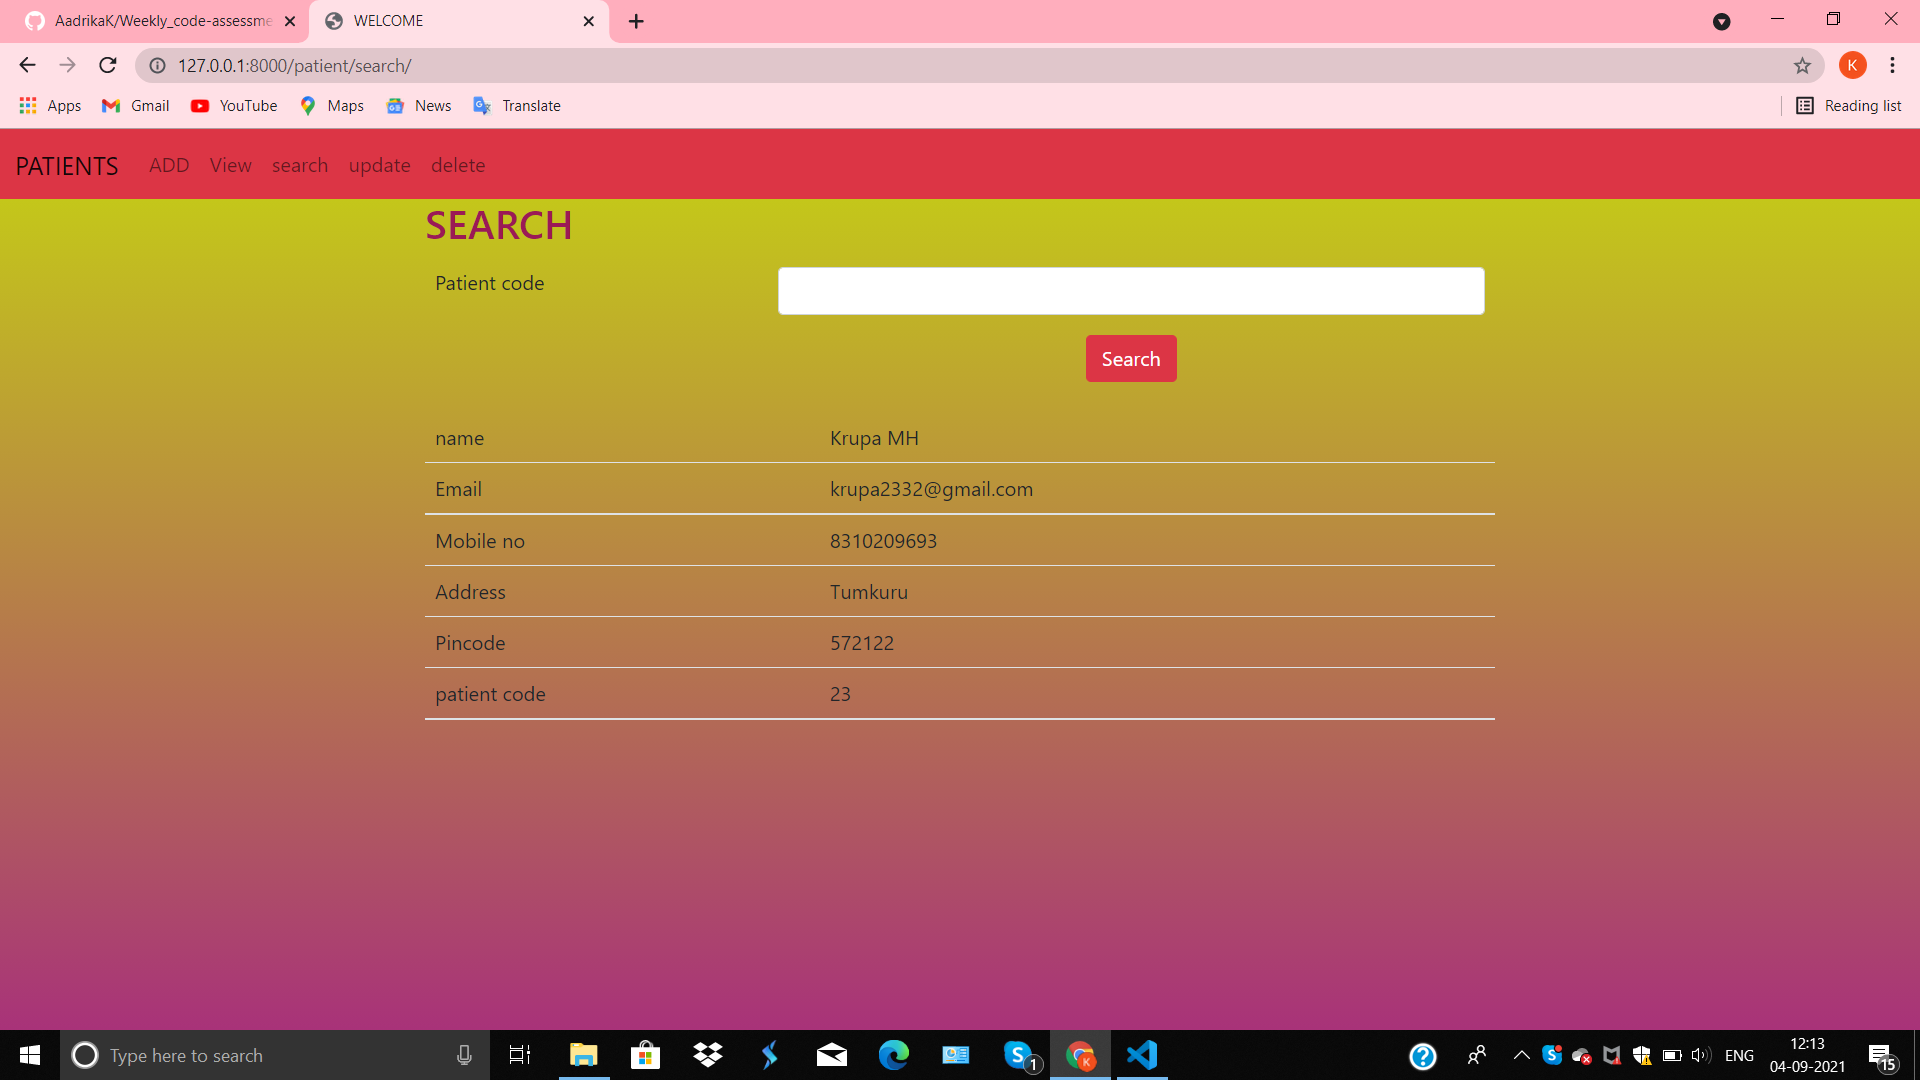 AadrikaK/Weekly_code-assessme
WELCOME
127.0.0.1:8000/patient/search/
K
Apps Gmail YouTube Maps News Translate Reading list
PATIENTS ADD View search update delete
SEARCH
Patient code
Search
name Krupa MH
Email krupa2332@gmail.com
Mobile no 8310209693
Address Tumkuru
Pincode 572122
patient code 23
Type here to search
1
K
ENG
12:13
04-09-2021
15